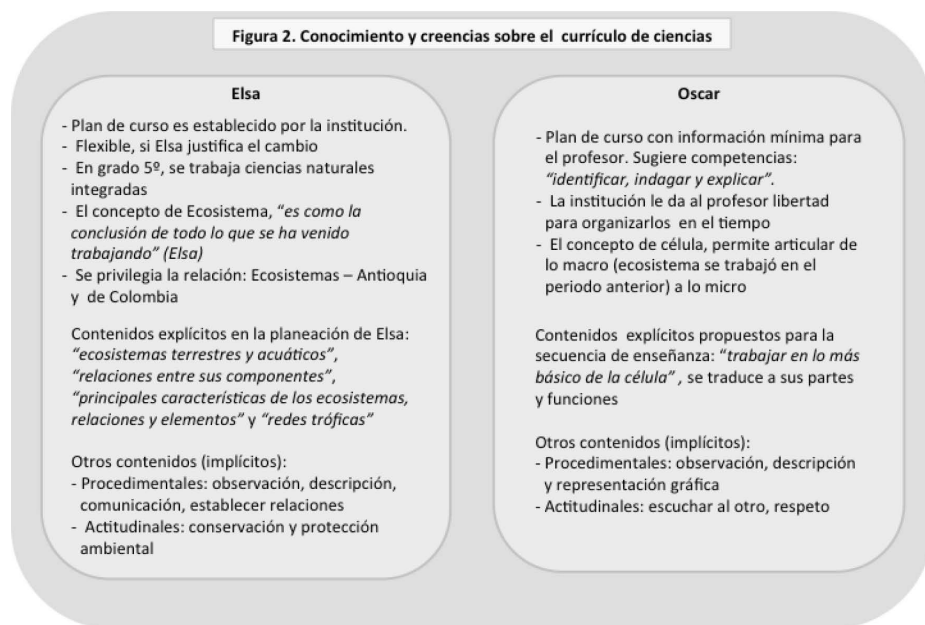 Figura 2. Conocimiento y creencias sobre el currículo de ciencias
Elsa
- Plan de curso es establecido por la institución.
- Flexible, si Elsa justifica el cambio
- En grado 5º, se trabaja ciencias naturales
integradas
- El concepto de Ecosistema, "es como la
conclusión de todo lo que se ha venido
trabajando" (Elsa)
- Se privilegia la relación: Ecosistemas – Antioquia
y de Colombia
Contenidos explícitos en la planeación de Elsa:
"ecosistemas terrestres y acuáticos",
"relaciones entre sus componentes",
"principales características de los ecosistemas,
relaciones y elementos" y "redes tróficas"
Otros contenidos (implícitos):
- Procedimentales: observación, descripción,
comunicación, establecer relaciones
- Actitudinales: conservación y protección
ambiental
Oscar
- Plan de curso con información mínima para
el profesor. Sugiere competencias:
"identificar, indagar y explicar".
- La institución le da al profesor libertad
para organizarlos en el tiempo
- El concepto de célula, permite articular de
lo macro (ecosistema se trabajó en el
periodo anterior) a lo micro
Contenidos explícitos propuestos para la
secuencia de enseñanza: "trabajar en lo más
básico de la célula" , se traduce a sus partes
y funciones
Otros contenidos (implícitos):
- Procedimentales: observación, descripción
y representación gráfica
- Actitudinales: escuchar al otro, respeto